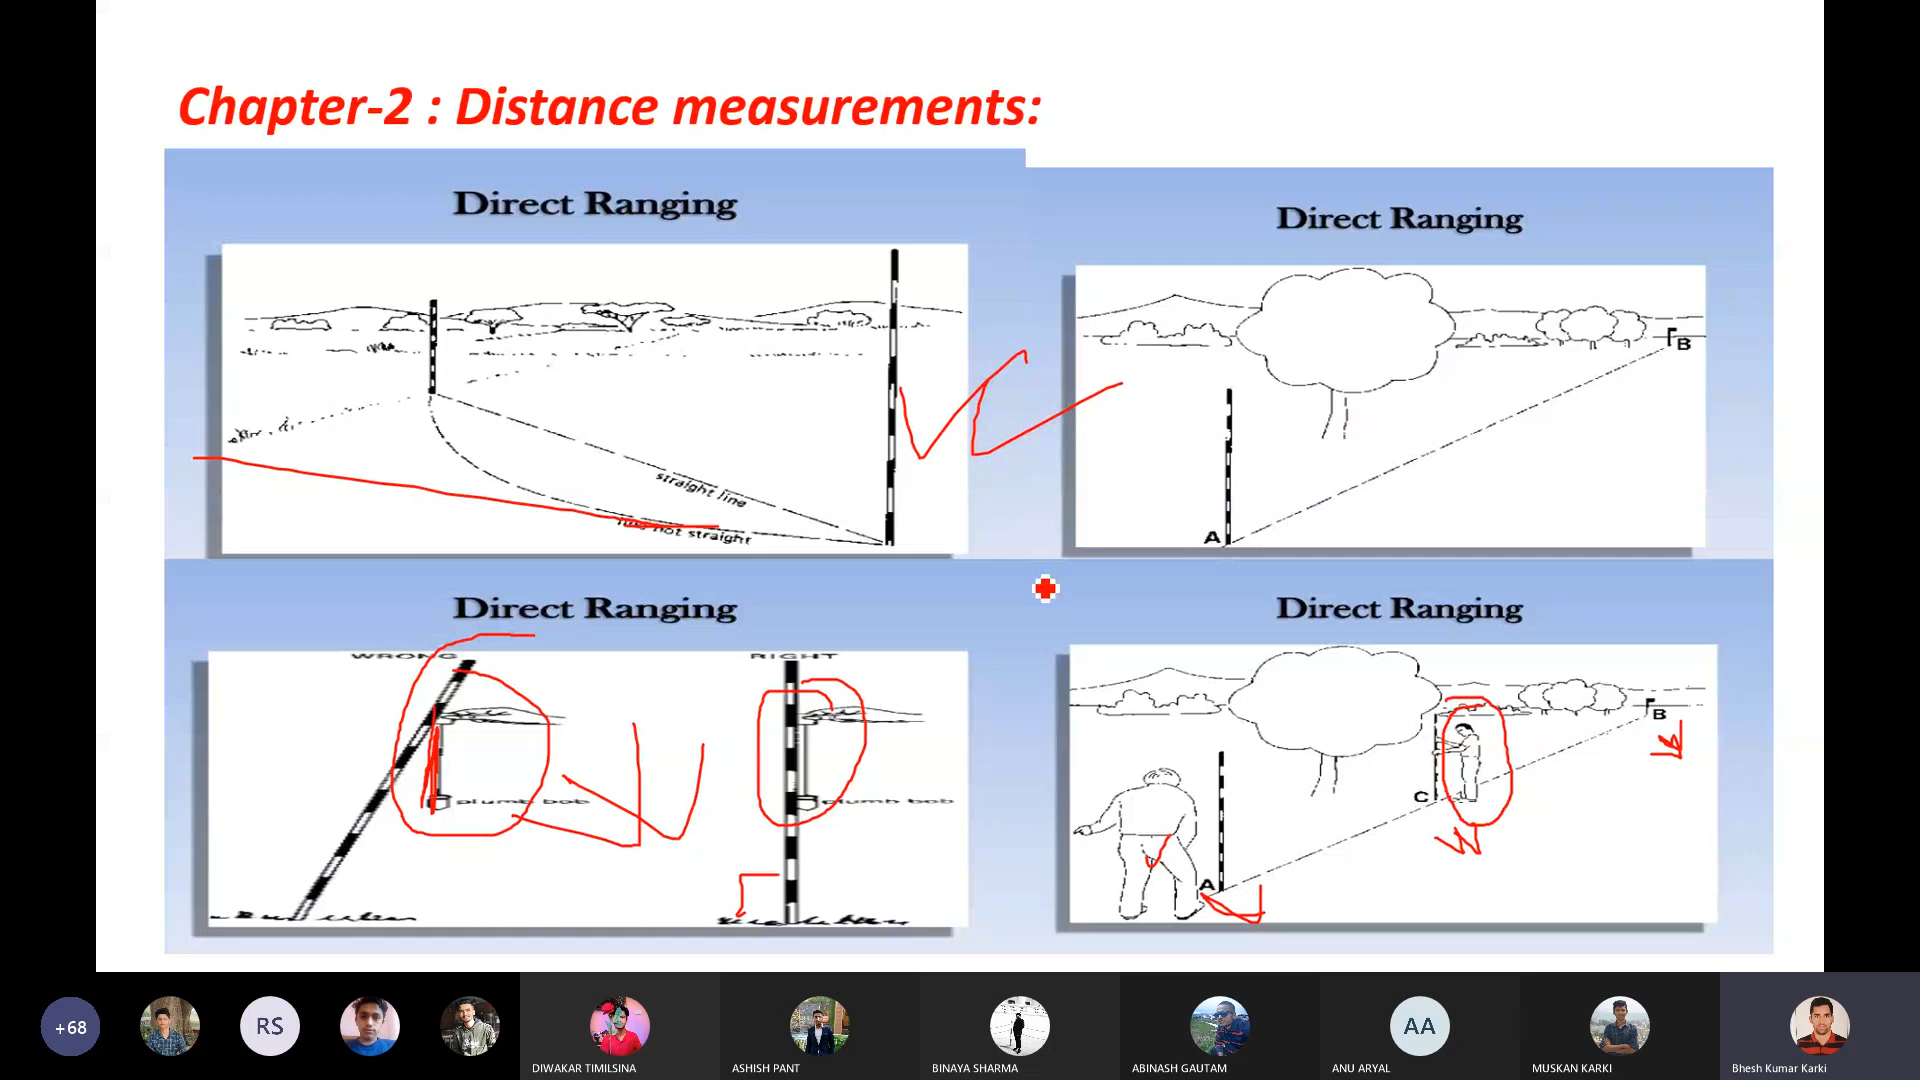 Chapter-2 : Distance measurements:
Direct Ranging
straight line
line not straight
Direct Ranging
B
A
Direct Ranging
WRONG
RIGHT
plumb bob
plumb bob
Direct Ranging
B
C
A
+68
RS
DIWAKAR TIMILSINA
ASHISH PANT
BINAYA SHARMA
ABINASH GAUTAM
AA
ANU ARYAL
MUSKAN KARKI
Bhesh Kumar Karki